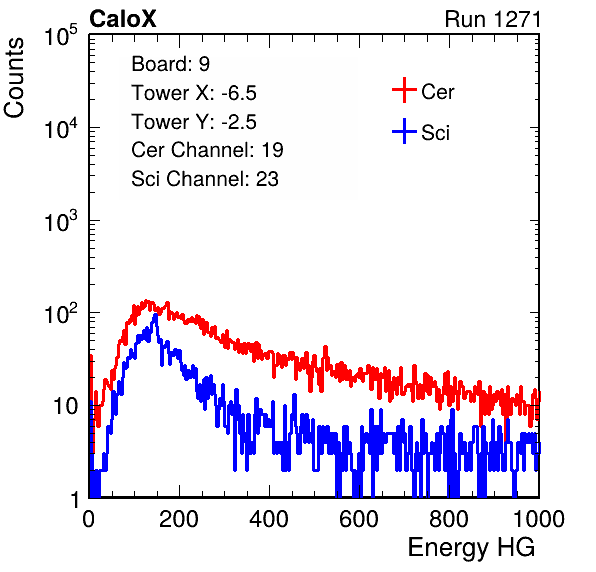 CaloX Run 1271
Counts
10^5
10^4
10^3
10^2
10
1
Board: 9
Tower X: -6.5
Tower Y: -2.5
Cer Channel: 19
Sci Channel: 23
Cer
Sci
0 200 400 600 800 1000
Energy HG